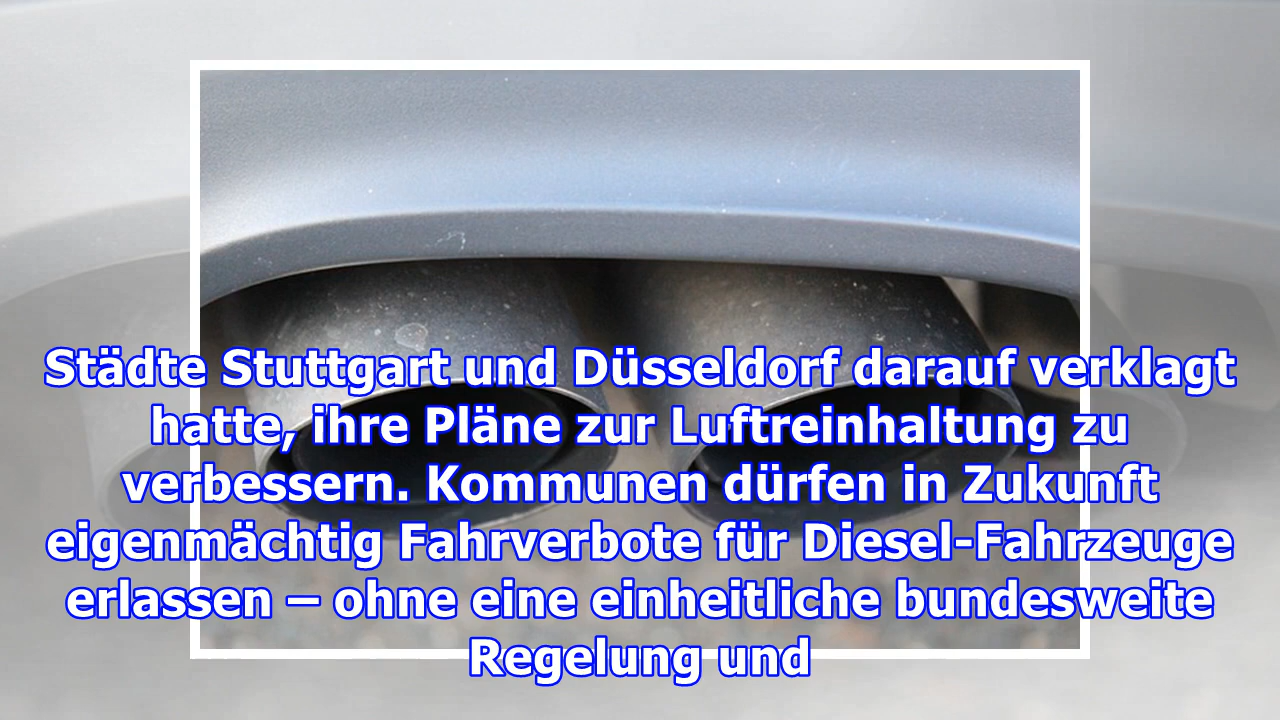 Städte Stuttgart und Düsseldorf darauf verklagt
hatte, ihre Pläne zur Luftreinhaltung zu
verbessern. Kommunen dürfen in Zukunft
eigenmächtig Fahrverbote für Diesel-Fahrzeuge
erlassen – ohne eine einheitliche bundesweite
Regelung und